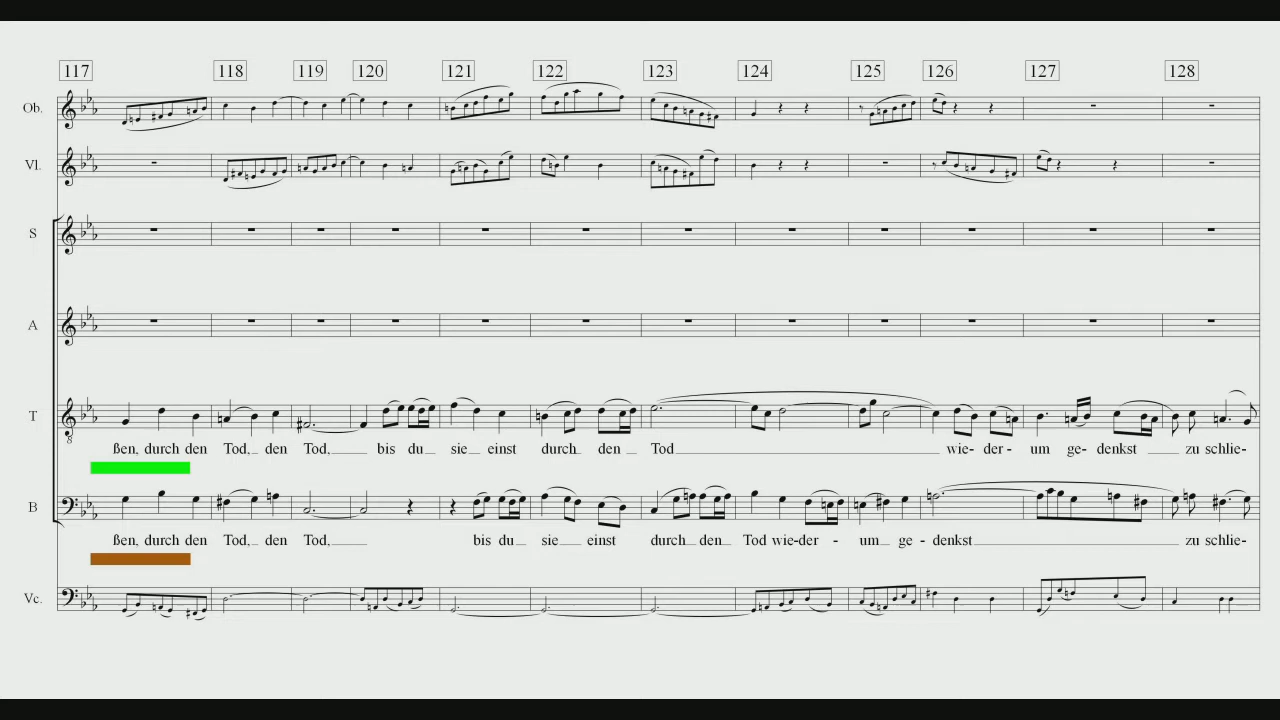 117 118 119 120 121 122 123 124 125 126 127 128
Ob.
Vl.
S
A
T
8
ßen, durch den Tod, den Tod, bis du sie einst durch den Tod wie- der - um ge- denkst zu schlie-
B
ßen, durch den Tod, den Tod, bis du sie einst durch den Tod wie-der - um ge - denkst zu schlie-
Vc.